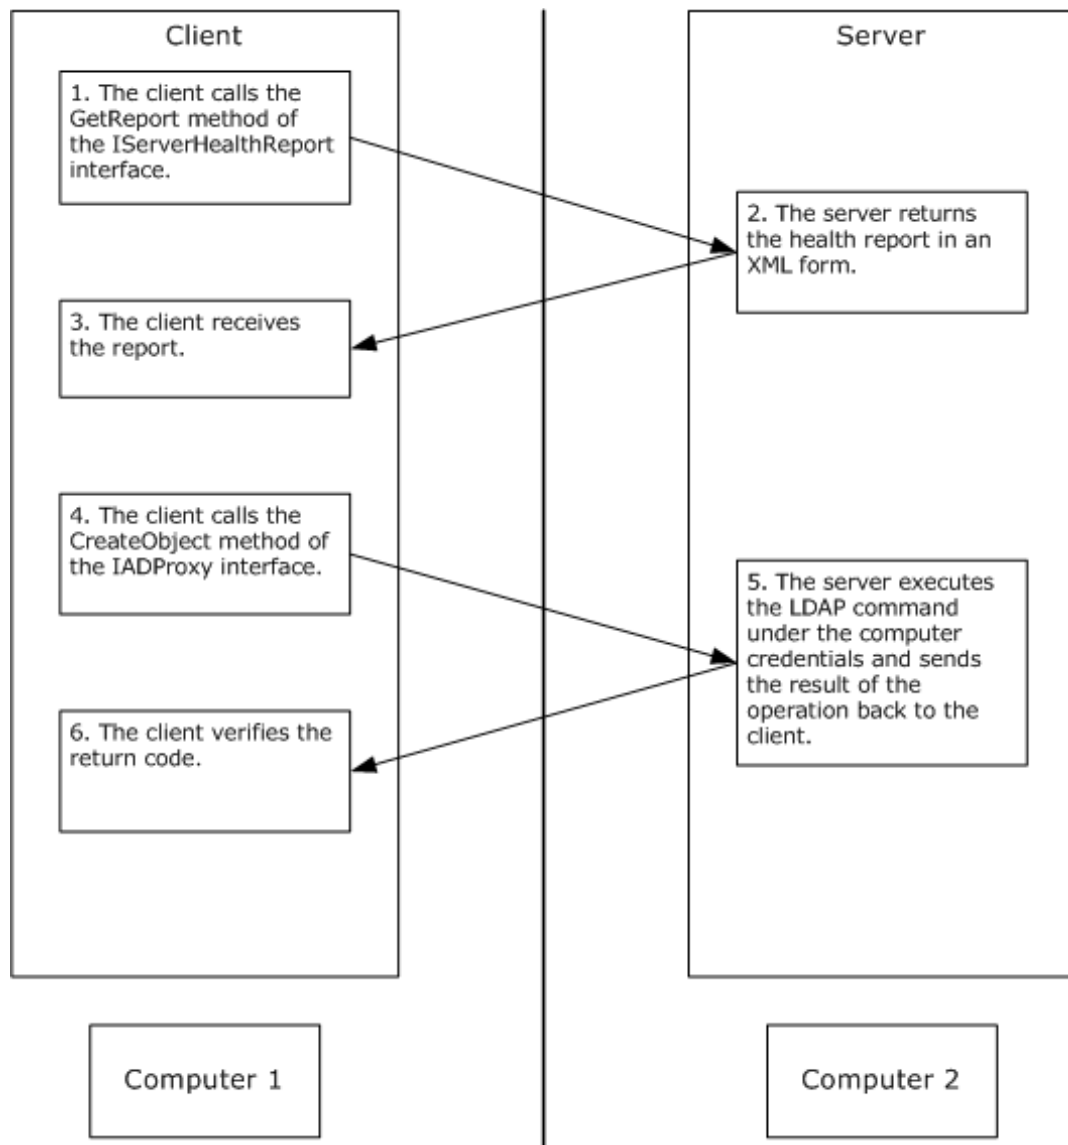 Client
1. The client calls the
GetReport method of
the IServerHealthReport
interface.
3. The client receives
the report.
4. The client calls the
CreateObject method of
the IADProxy interface.
6. The client verifies the
return code.
Server
2. The server returns
the health report in an
XML form.
5. The server executes
the LDAP command
under the computer
credentials and sends
the result of the
operation back to the
client.
Computer 1
Computer 2